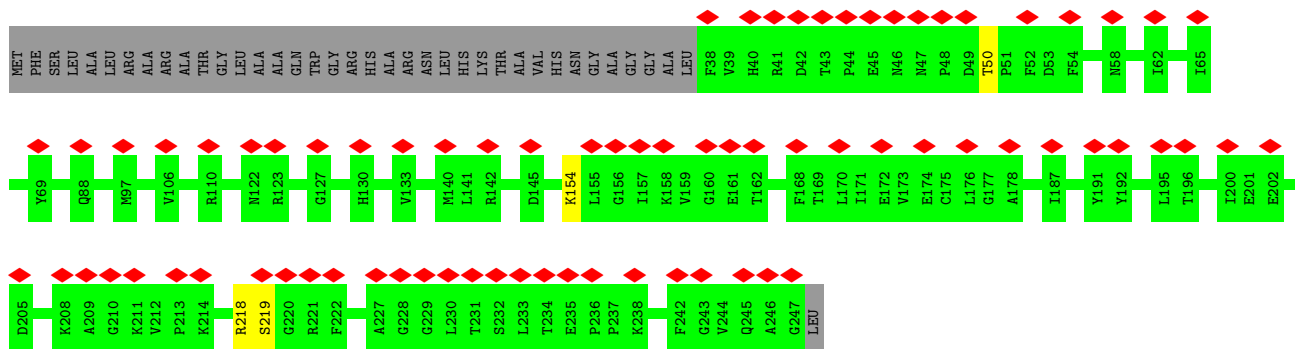 MET PHE SER LEU ALA LEU ARG ALA ARG ALA THR GLY LEU ALA ALA GLN TRP GLY ARG HIS ALA ARG ASN LEU HIS LYS THR ALA VAL HIS ASN GLY ALA GLY GLY ALA LEU F38 V39 H40 R41 D42 T43 P44 E45 N46 N47 P48 D49 T50 P51 F52 D53 F54 N58 I62 I65
Y69 Q88 M97 V106 R110 N122 R123 G127 H130 V133 M140 L141 R142 D145 K154 L155 G156 I157 K158 V159 G160 E161 T162 F168 T169 L170 I171 E172 V173 E174 C175 L176 G177 A178 I187 Y191 Y192 L195 T196 I200 E201 E202
D205 K208 A209 G210 K211 V212 P213 K214 R218 S219 G220 R221 F222 A227 G228 G229 L230 T231 S232 L233 T234 E235 P236 P237 K238 F242 G243 V244 Q245 A246 G247 LEU